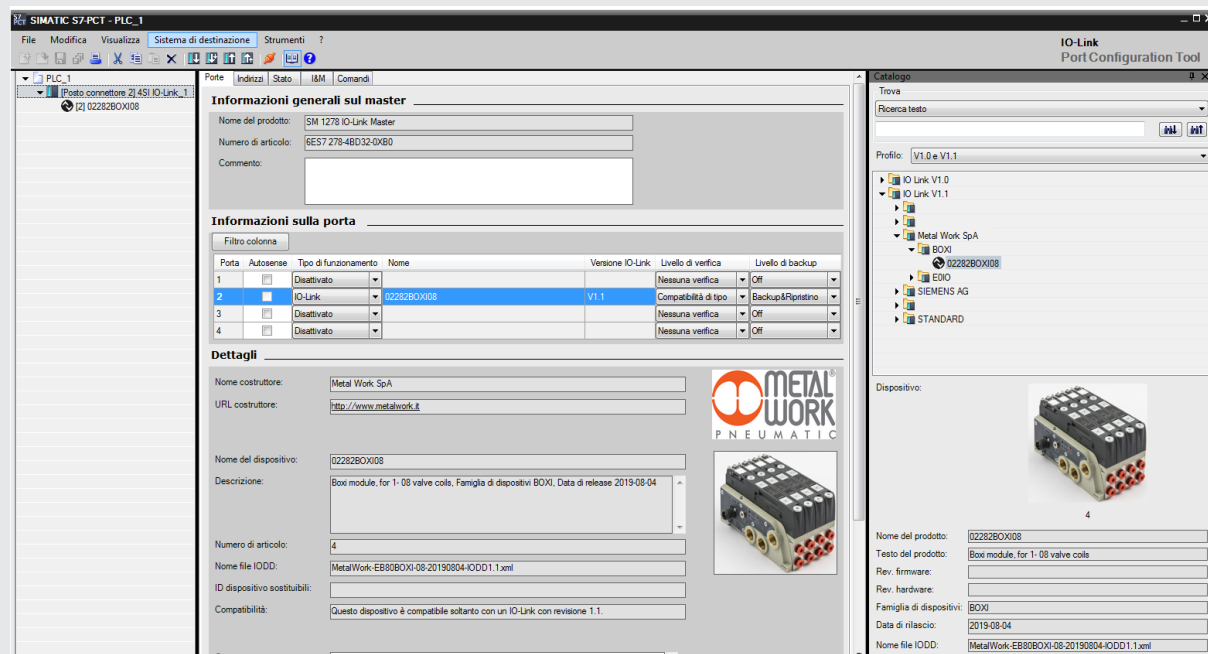 SIMATIC S7-PCT - PLC_1
File Modifica Visualizza Sistema di destinazione Strumenti ?
IO-Link
Port Configuration Tool
PLC_1
[Posto connettore 2] 4SI IO-Link_1
[2] 02282BOXI08
Porte Indirizzi Stato I&M Comandi
Informazioni generali sul master
Nome del prodotto: SM 1278 IO-Link Master
Numero di articolo: 6ES7 278-4BD32-0XB0
Commento:
Informazioni sulla porta
Filtro colonna
Porta Autosense Tipo di funzionamento Nome Versione IO-Link Livello di verifica Livello di backup
1 Disattivato Nessuna verifica Off
2 IO-Link 02282BOXI08 V1.1 Compatibilità di tipo Backup&Ripristino
3 Disattivato Nessuna verifica Off
4 Disattivato Nessuna verifica Off
Dettagli
Nome costruttore: Metal Work SpA
URL costruttore: http://www.metalwork.it
METAL
WORK
PNEUMATIC
Nome del dispositivo: 02282BOXI08
Descrizione: Boxi module, for 1- 08 valve coils, Famiglia di dispositivi BOXI, Data di release 2019-08-04
Numero di articolo: 4
Nome file IODD: MetalWork-EB80BOXI-08-20190804-IODD1.1.xml
ID dispositivo sostituibili:
Compatibilità: Questo dispositivo è compatibile soltanto con un IO-Link con revisione 1.1.
Catalogo
Trova
Ricerca testo
Profilo: V1.0 e V1.1
IO Link V1.0
IO Link V1.1
Metal Work SpA
BOXI
02282BOXI08
E0IO
SIEMENS AG
STANDARD
Dispositivo:
4
Nome del prodotto: 02282BOXI08
Testo del prodotto: Boxi module, for 1- 08 valve coils
Rev. firmware:
Rev. hardware:
Famiglia di dispositivi: BOXI
Data di rilascio: 2019-08-04
Nome file IODD: MetalWork-EB80BOXI-08-20190804-IODD1.1.xml